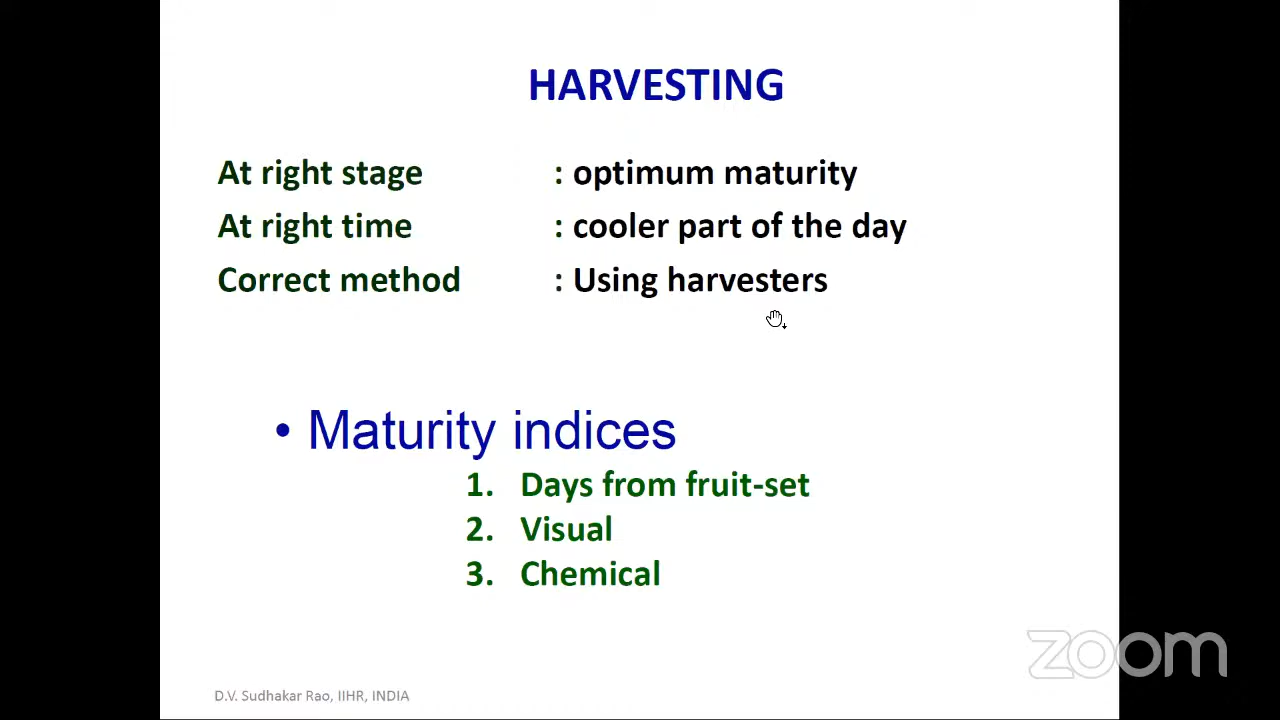 HARVESTING
At right stage : optimum maturity
At right time : cooler part of the day
Correct method : Using harvesters
• Maturity indices
1. Days from fruit-set
2. Visual
3. Chemical
zoom
D.V. Sudhakar Rao, IIHR, INDIA